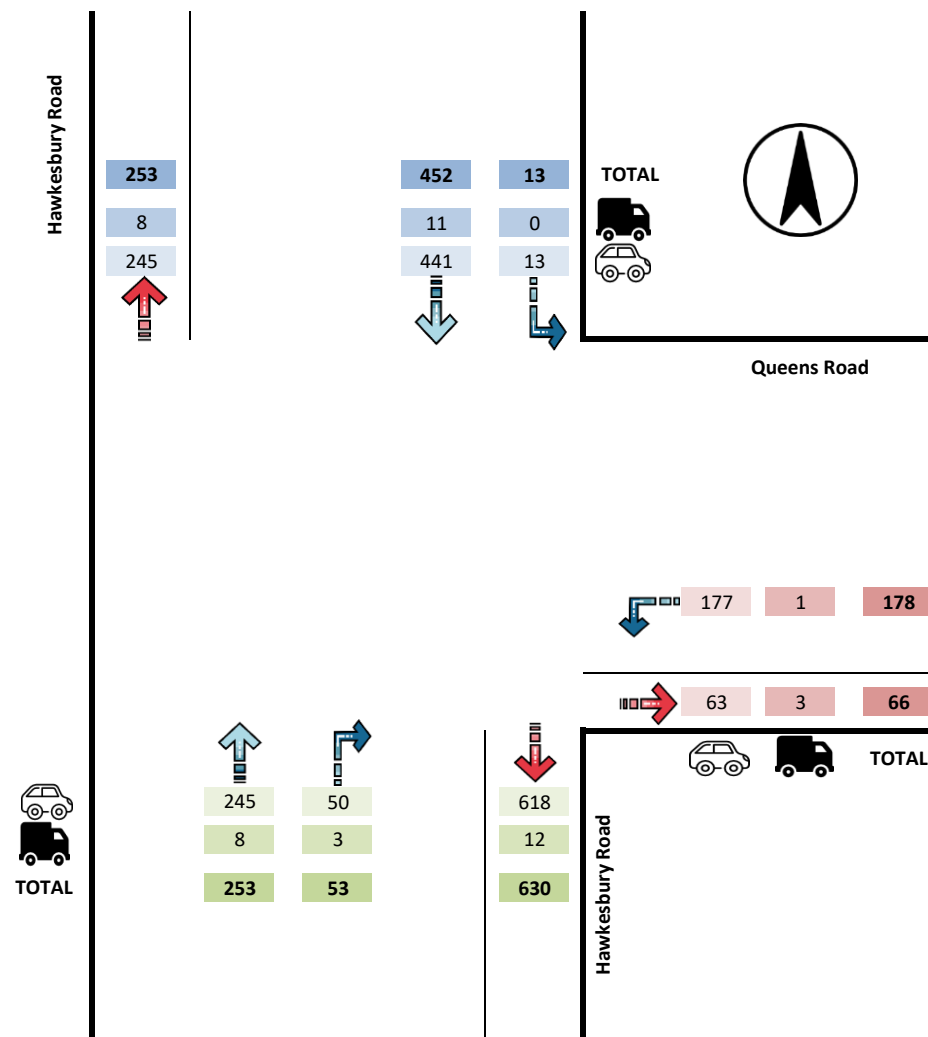 Hawkesbury Road
253 452 13 TOTAL
8 11 0
245 441 13
Queens Road
177 1 178
63 3 66
TOTAL
245 50 618
8 3 12
TOTAL 253 53 630
Hawkesbury Road